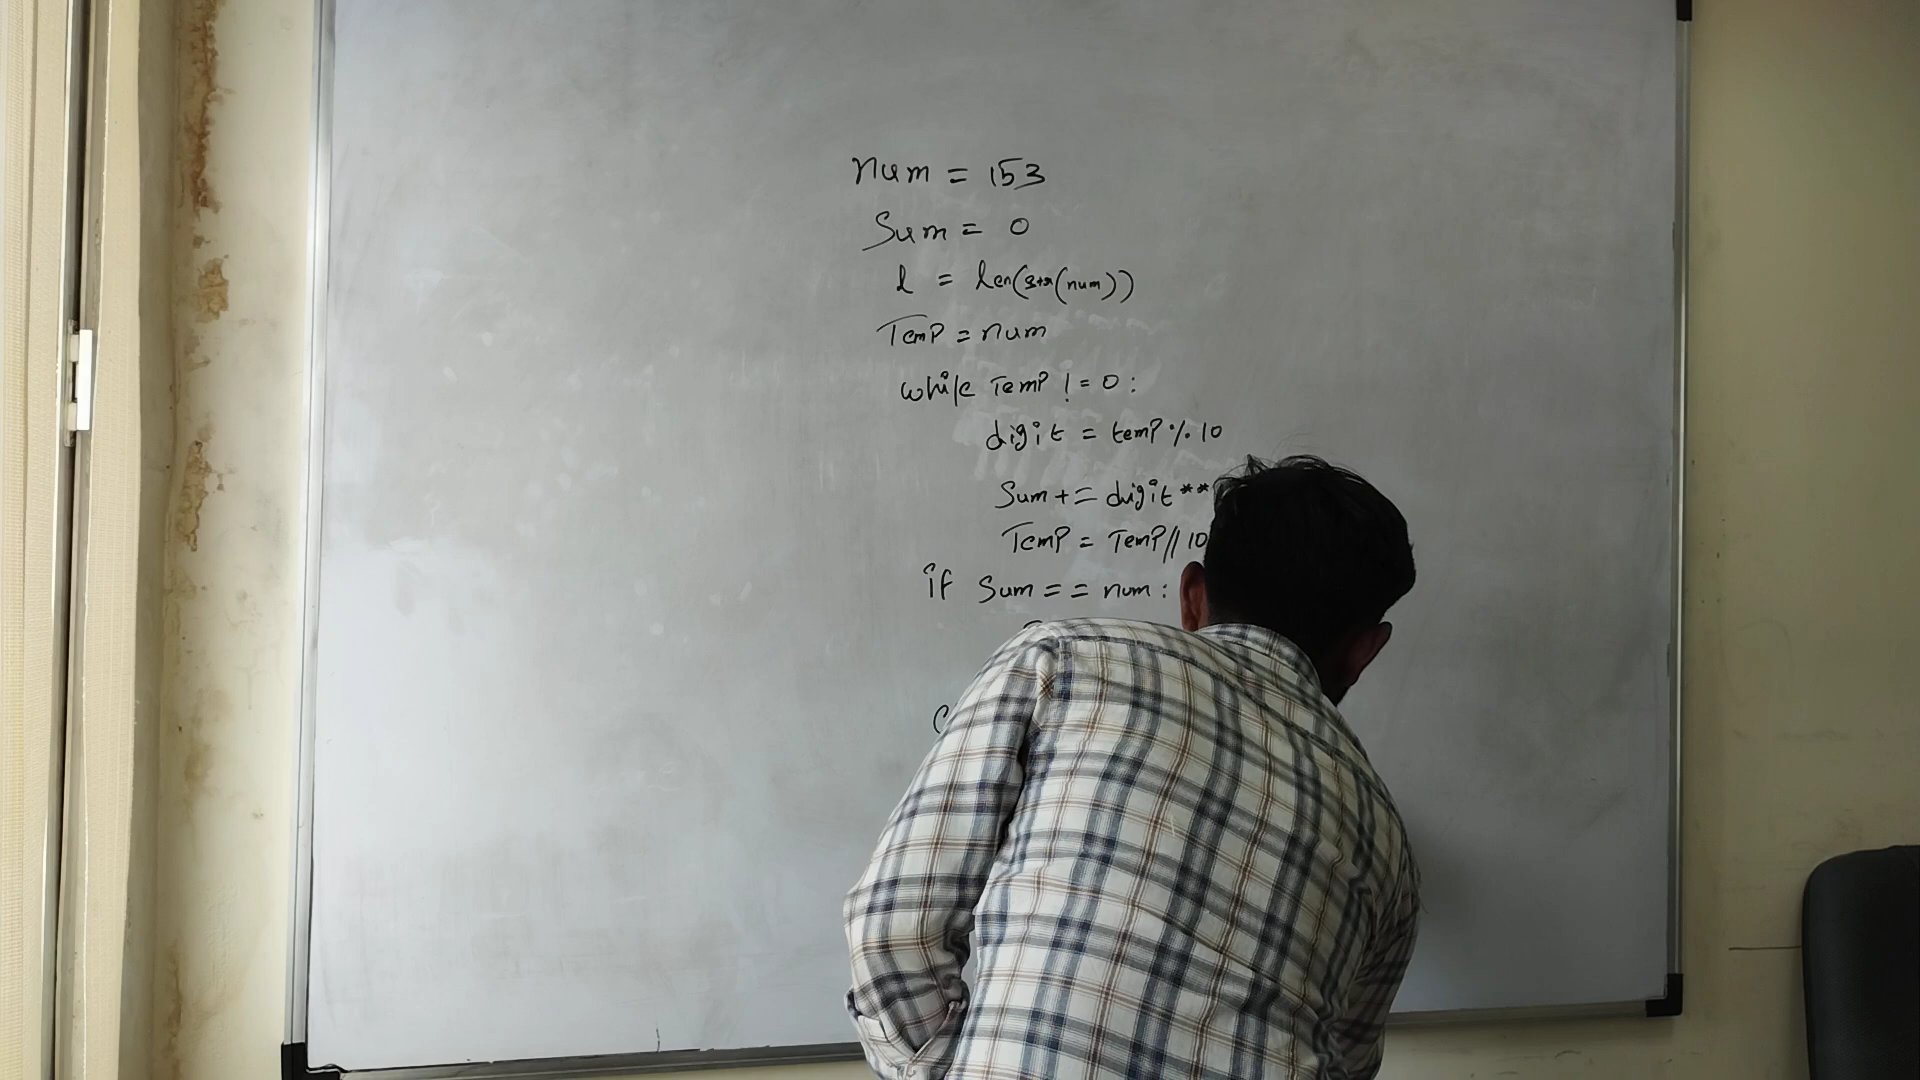 num = 153
Sum = 0
l = len(str(num))
Temp = num
while Temp != 0:
digit = temp % 10
Sum += digit **
Temp = Temp // 10
if Sum == num: